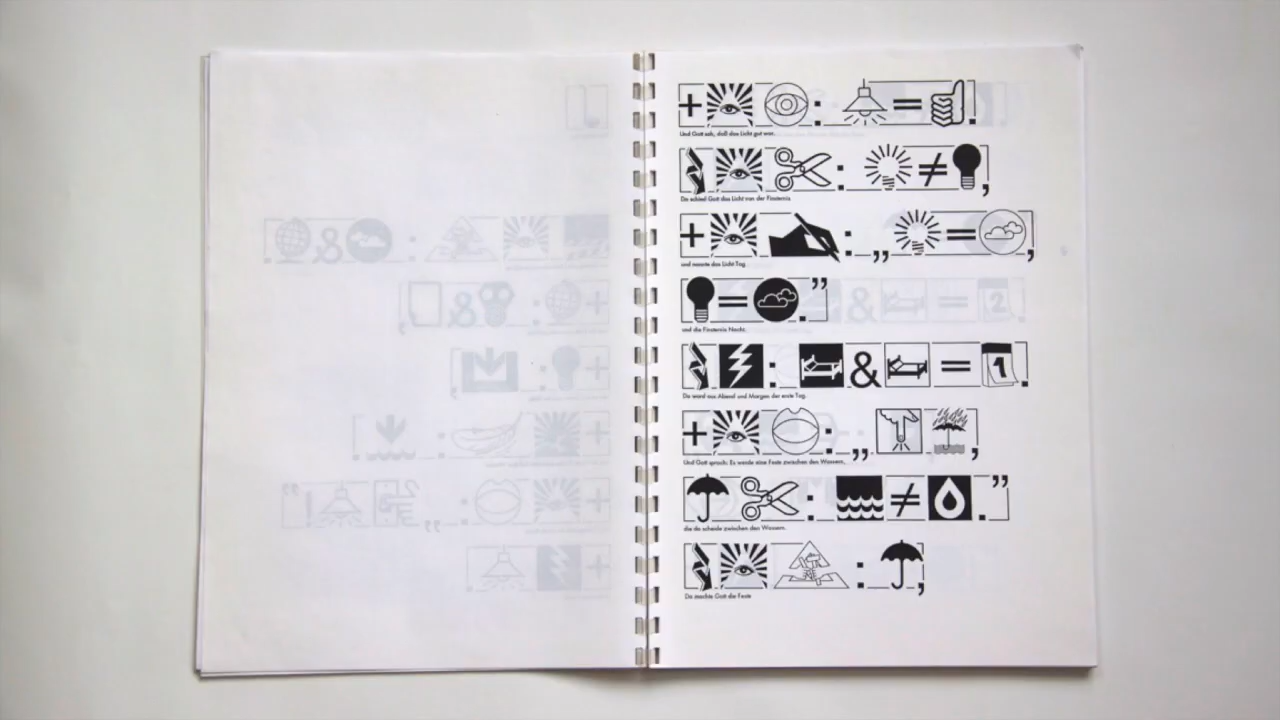 Und Gott sah, daß das Licht gut war.
Da schied Gott das Licht von der Finsternis
und nannte das Licht Tag
und die Finsternis Nacht.
1
Da ward aus Abend und Morgen der erste Tag.
Und Gott sprach: Es werde eine Feste zwischen den Wassern,
die da scheide zwischen den Wassern.
Da machte Gott die Feste